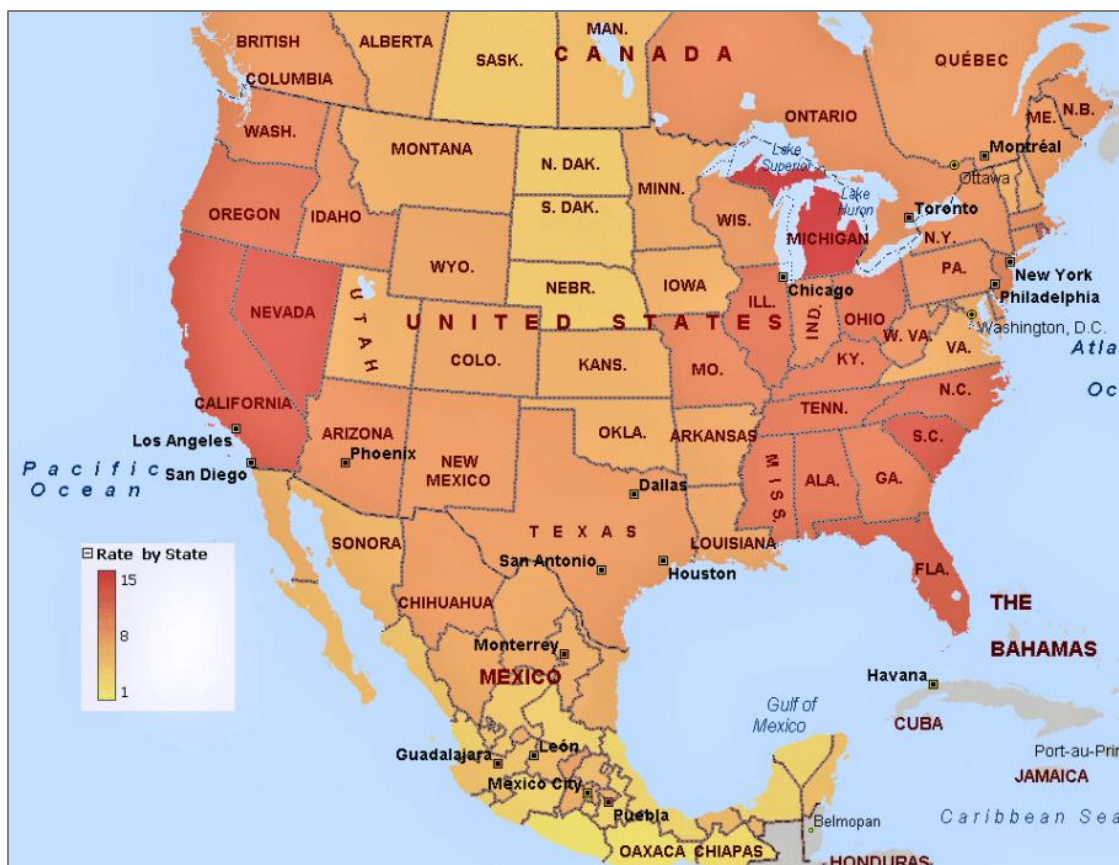 BRITISH
COLUMBIA
ALBERTA
SASK.
MAN.
CANADA
ONTARIO
QUÉBEC
N.B.
ME.
Montréal
Ottawa
Toronto
Lake
Superior
Lake
Huron
WASH.
MONTANA
N. DAK.
MINN.
OREGON
IDAHO
S. DAK.
WIS.
MICHIGAN
N.Y.
WYO.
NEBR.
IOWA
PA.
New York
Chicago
Philadelphia
NEVADA
UTAH
UNITED STATES
ILL.
IND.
OHIO
Washington, D.C.
W. VA.
VA.
Atla
Oc
COLO.
KANS.
MO.
KY.
CALIFORNIA
Los Angeles
San Diego
ARIZONA
Phoenix
NEW
MEXICO
OKLA.
ARKANSAS
TENN.
N.C.
S.C.
MISS.
ALA.
GA.
Pacific
Ocean
Dallas
TEXAS
SONORA
San Antonio
Houston
LOUISIANA
FLA.
Rate by State
15
8
1
CHIHUAHUA
Monterrey
MEXICO
THE
BAHAMAS
Havana
CUBA
Gulf of
Mexico
Guadalajara
León
Mexico City
Puebla
Port-au-Prin
JAMAICA
Belmopan
Caribbean Sea
OAXACA
CHIAPAS
HONDURAS